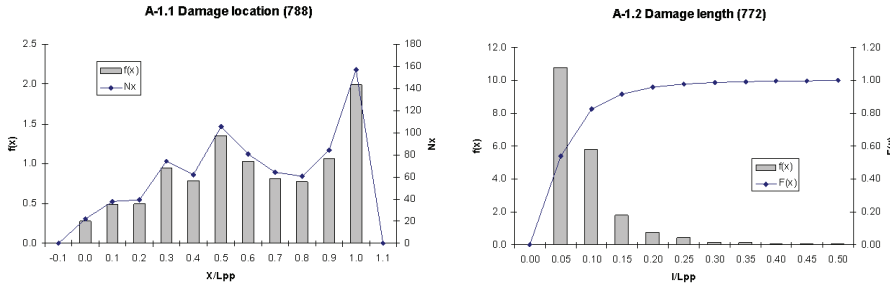 A-1.1 Damage location (788)
2.5
2.0
1.5
1.0
0.5
0.0
f(x)
f(x)
Nx
180
160
140
120
100
80
60
40
20
0
Nx
-0.1 0.0 0.1 0.2 0.3 0.4 0.5 0.6 0.7 0.8 0.9 1.0 1.1
X/Lpp
A-1.2 Damage length (772)
12.0
10.0
8.0
6.0
4.0
2.0
0.0
f(x)
f(x)
F(x)
1.20
1.00
0.80
0.60
0.40
0.20
0.00
F(x)
0.00 0.05 0.10 0.15 0.20 0.25 0.30 0.35 0.40 0.45 0.50
l/Lpp